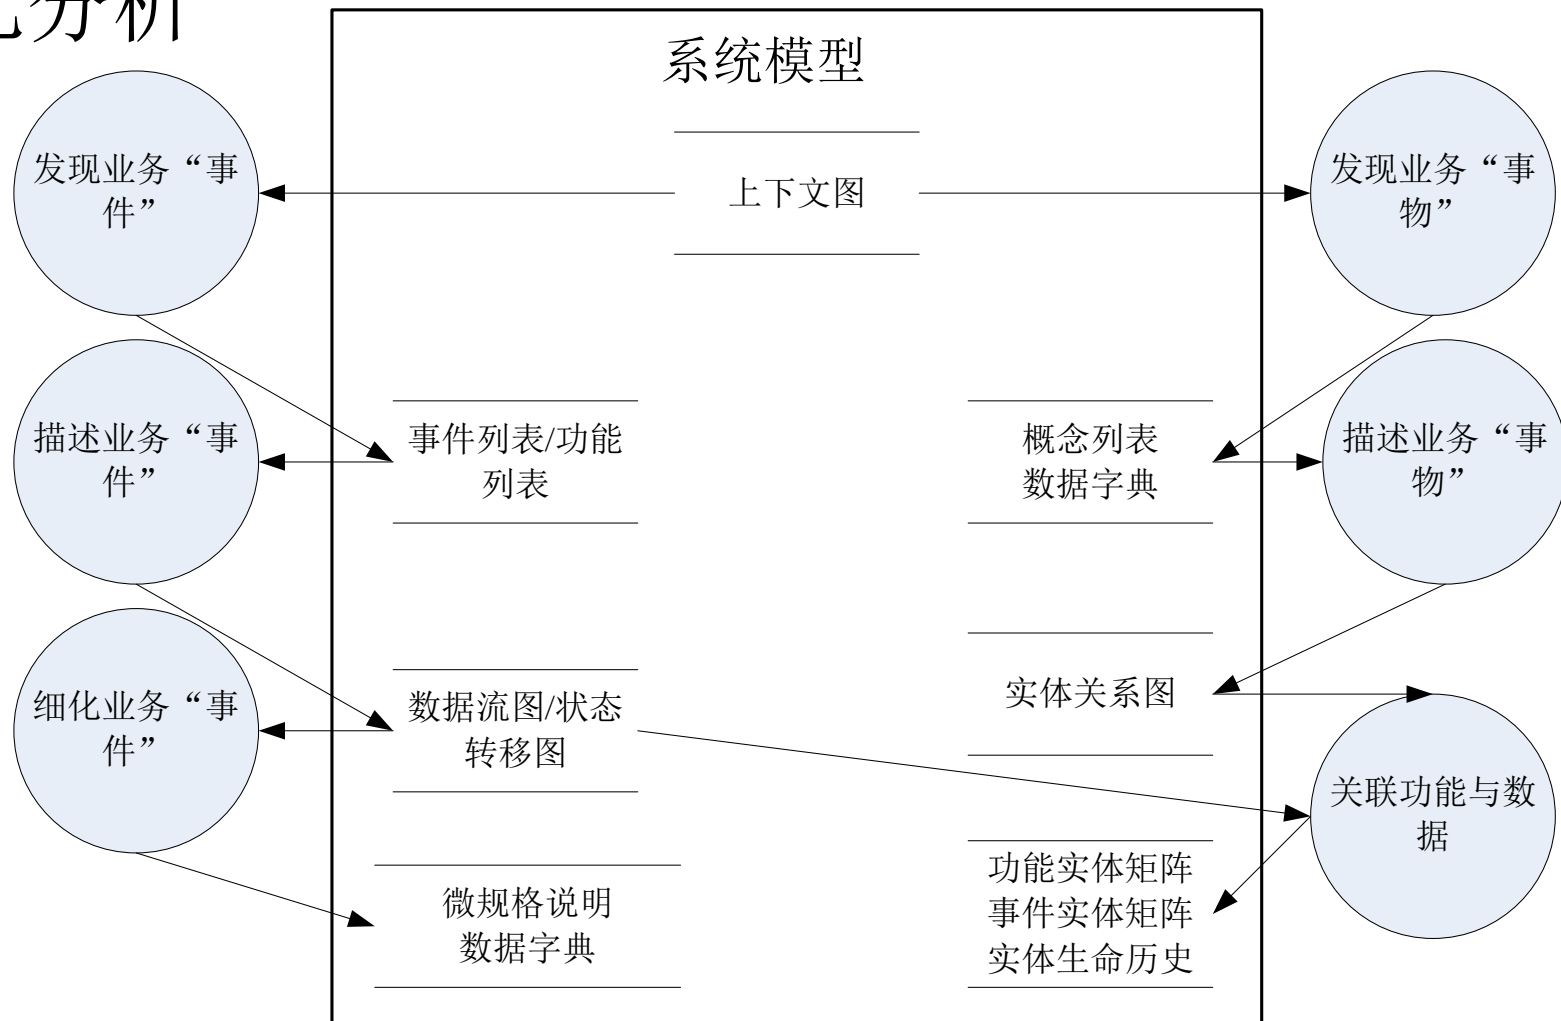 分析
系统模型
发现业务“事
件”
上下文图
发现业务“事
物”
描述业务“事
件”
事件列表/功能
列表
概念列表
数据字典
描述业务“事
物”
细化业务“事
件”
数据流图/状态
转移图
实体关系图
关联功能与数
据
微规格说明
数据字典
功能实体矩阵
事件实体矩阵
实体生命历史